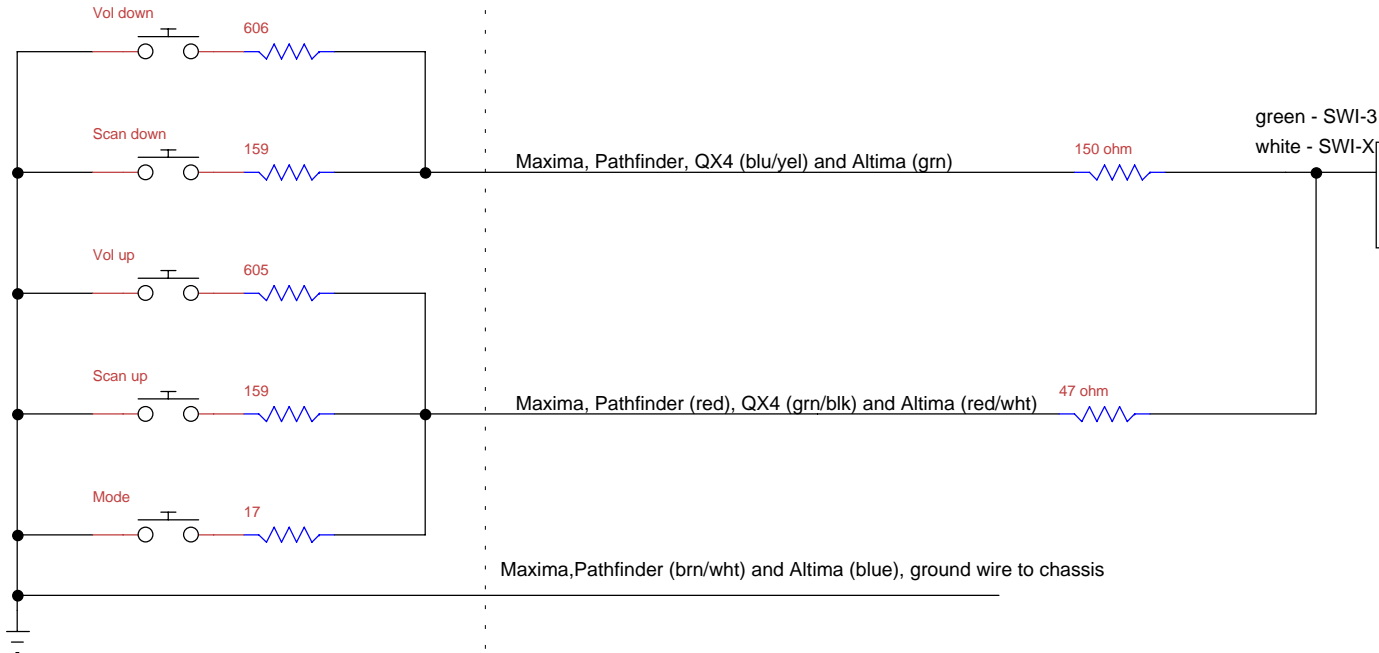 Vol down
606
Scan down
159
Maxima, Pathfinder, QX4 (blu/yel) and Altima (grn)
150 ohm
green - SWI-3
white - SWI-X
Vol up
605
Scan up
159
Maxima, Pathfinder (red), QX4 (grn/blk) and Altima (red/wht)
47 ohm
Mode
17
Maxima,Pathfinder (brn/wht) and Altima (blue), ground wire to chassis